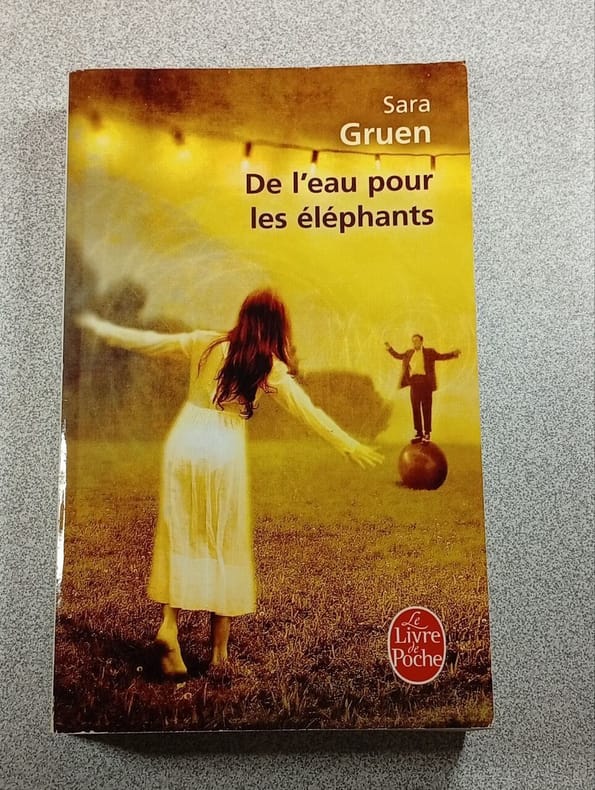 Sara
Gruen
De l'eau pour
les éléphants
Le
Livre
de
Poche